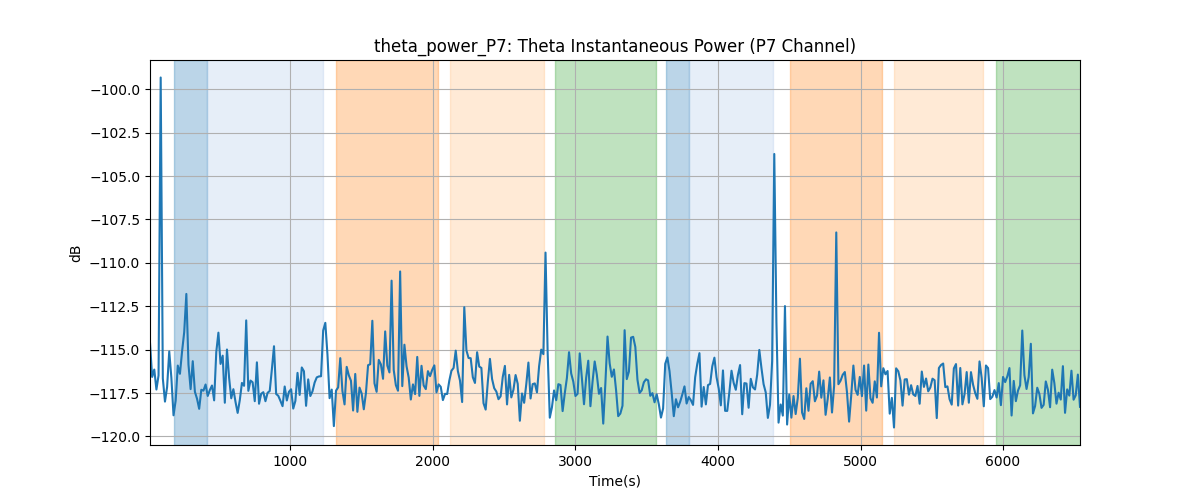 theta_power_P7: Theta Instantaneous Power (P7 Channel)
−100.0
−102.5
−105.0
−107.5
−110.0
−112.5
−115.0
−117.5
−120.0
dB
1000 2000 3000 4000 5000 6000
Time(s)